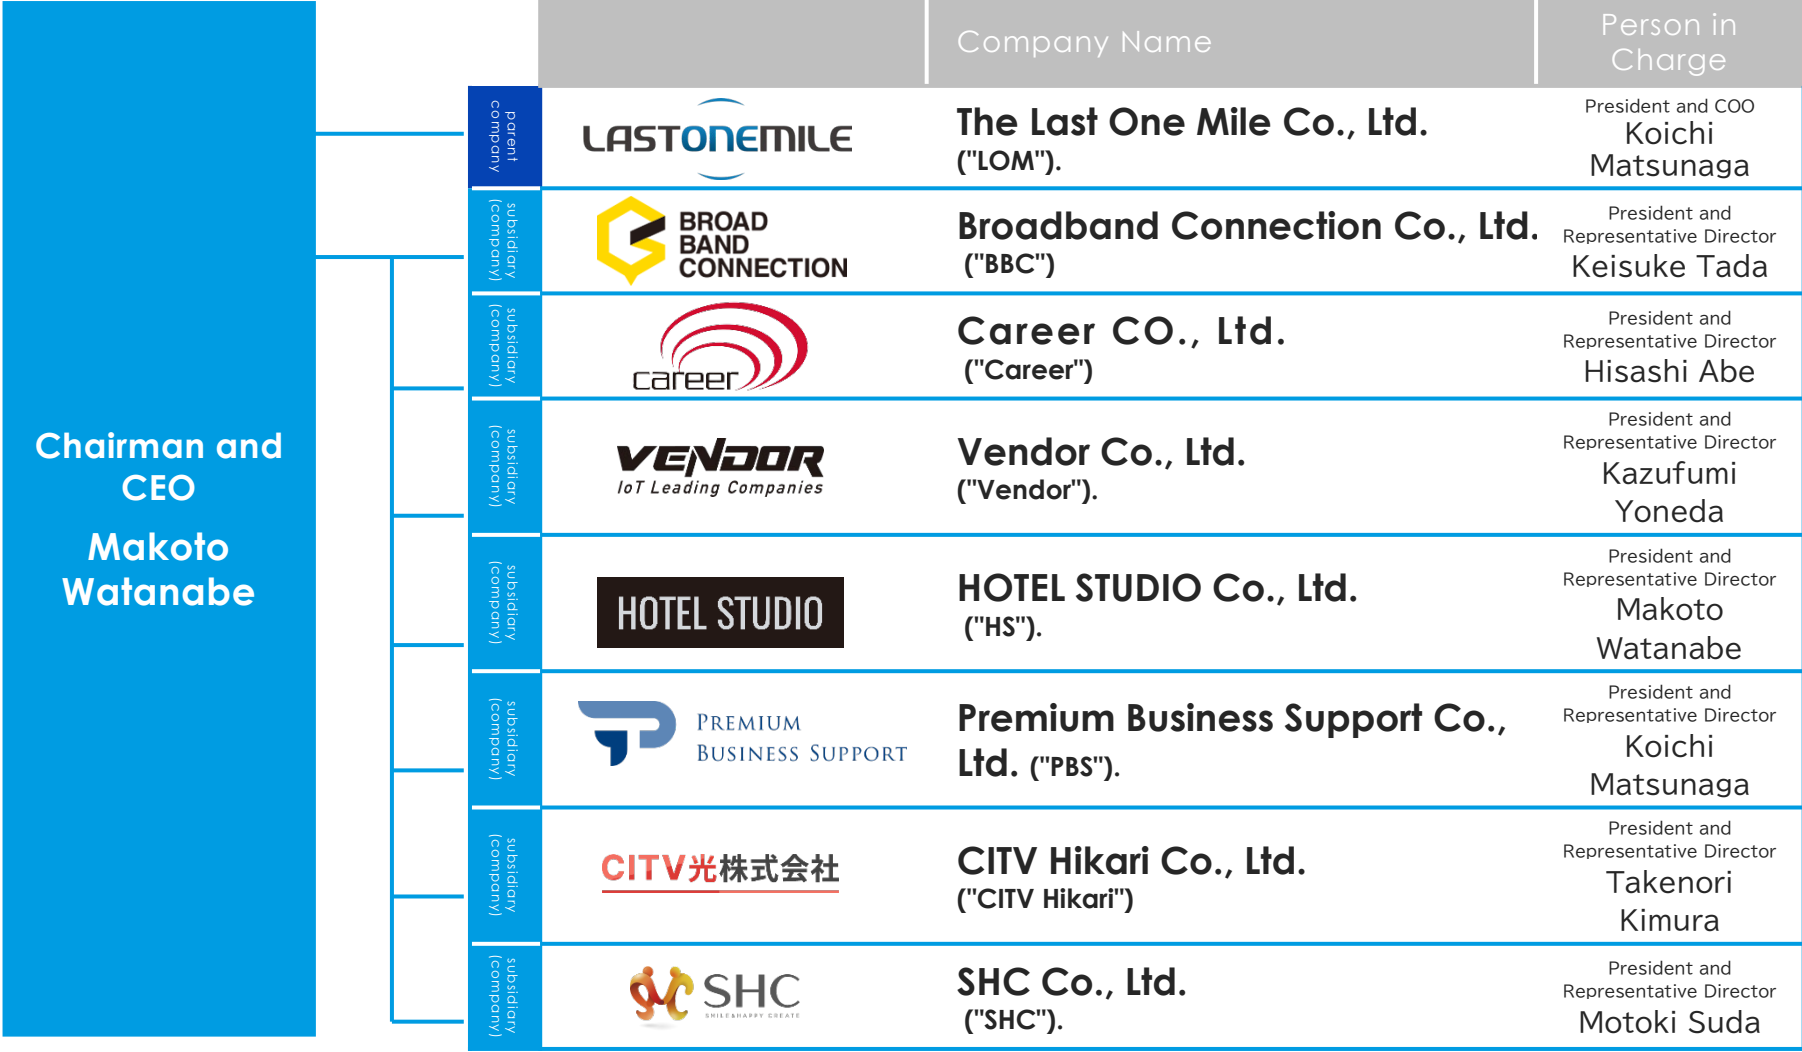 Company Name
Person in
Charge
Chairman and
CEO
Makoto
Watanabe
parent
company
LASTONEMILE
The Last One Mile Co., Ltd.
("LOM").
President and COO
Koichi
Matsunaga
subsidiary
(company)
BROAD
BAND
CONNECTION
Broadband Connection Co., Ltd.
("BBC")
President and
Representative Director
Keisuke Tada
subsidiary
(company)
career
Career CO., Ltd.
("Career")
President and
Representative Director
Hisashi Abe
subsidiary
(company)
VENDOR
IoT Leading Companies
Vendor Co., Ltd.
("Vendor").
President and
Representative Director
Kazufumi
Yoneda
subsidiary
(company)
HOTEL STUDIO
HOTEL STUDIO Co., Ltd.
("HS").
President and
Representative Director
Makoto
Watanabe
subsidiary
(company)
PREMIUM
BUSINESS SUPPORT
Premium Business Support Co.,
Ltd. ("PBS").
President and
Representative Director
Koichi
Matsunaga
subsidiary
(company)
CITV光株式会社
CITV Hikari Co., Ltd.
("CITV Hikari")
President and
Representative Director
Takenori
Kimura
subsidiary
(company)
SHC
SMILE&HAPPY CREATE
SHC Co., Ltd.
("SHC").
President and
Representative Director
Motoki Suda